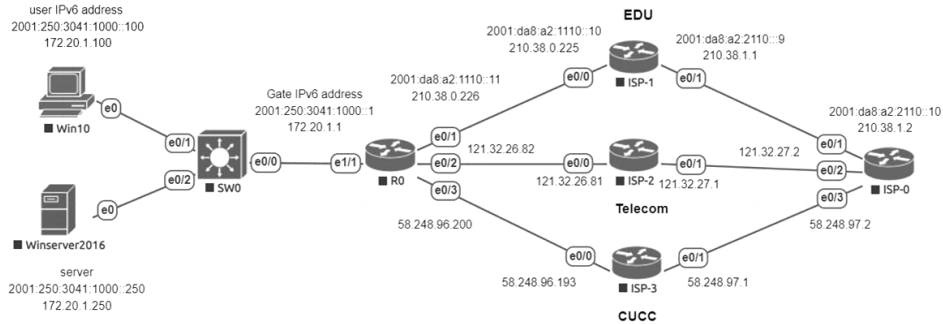 user IPv6 address
2001:250:3041:1000::100
172.20.1.100
e0
Win10
e0/1
e0/2
e0
Winserver2016
server
2001:250:3041:1000::250
172.20.1.250
SW0
e0/0
Gate IPv6 address
2001:250:3041:1000::1
172.20.1.1
e1/1
R0
2001:da8:a2:1110::11
210.38.0.226
e0/1
e0/2
e0/3
121.32.26.82
58.248.96.200
EDU
2001:da8:a2:1110::10
210.38.0.225
e0/0
ISP-1
e0/1
2001:da8:a2:2110:::9
210.38.1.1
e0/0
121.32.26.81
ISP-2
e0/1
121.32.27.1
Telecom
121.32.27.2
e0/0
58.248.96.193
ISP-3
e0/1
58.248.97.1
CUCC
2001:da8:a2:2110::10
210.38.1.2
e0/1
e0/2
e0/3
ISP-0
58.248.97.2